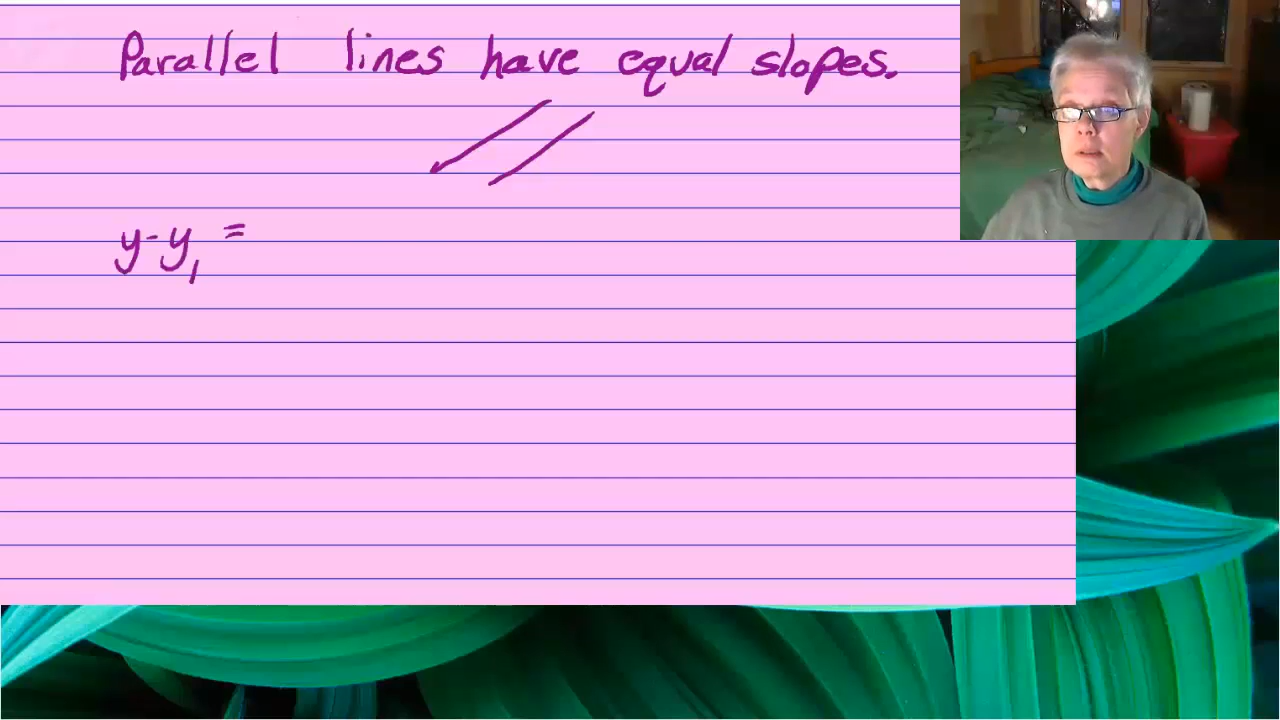 Parallel lines have equal slopes.
y-y₁ =